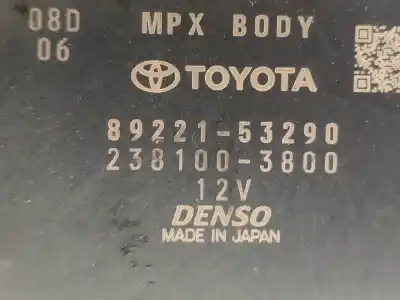 08D MPX BODY
06
TOYOTA
89221-53290
238100-3800
12V
DENSO
MADE IN JAPAN